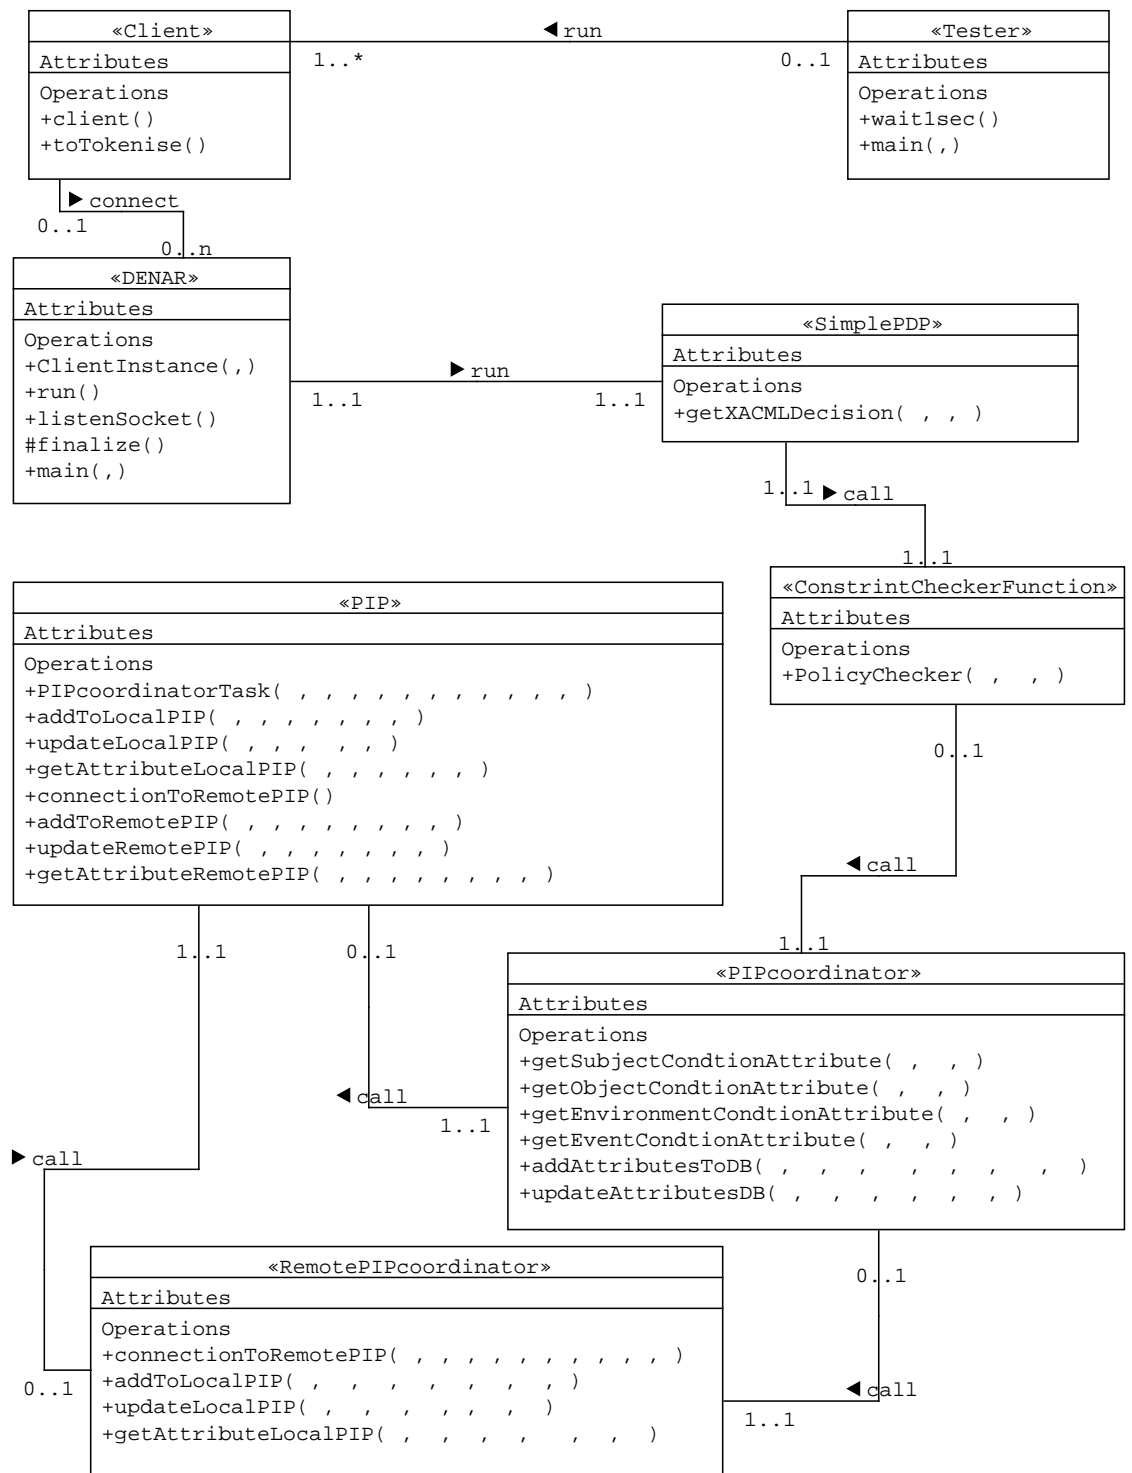 «Client»
Attributes
Operations
+client()
+toTokenise()
◀ run
1..*
0..1
«Tester»
Attributes
Operations
+wait1sec()
+main(,)
▶ connect
0..1
0..n
«DENAR»
Attributes
Operations
+ClientInstance(,)
+run()
+listenSocket()
#finalize()
+main(,)
▶ run
1..1
1..1
«SimplePDP»
Attributes
Operations
+getXACMLDecision( , , )
1..1
▶ call
1..1
«ConstrintCheckerFunction»
Attributes
Operations
+PolicyChecker( , , )
0..1
◀ call
1..1
«PIP»
Attributes
Operations
+PIPcoordinatorTask( , , , , , , , , , , , )
+addToLocalPIP( , , , , , , , )
+updateLocalPIP( , , , , , )
+getAttributeLocalPIP( , , , , , , )
+connectionToRemotePIP()
+addToRemotePIP( , , , , , , , , )
+updateRemotePIP( , , , , , , , )
+getAttributeRemotePIP( , , , , , , , , )
1..1
0..1
◀ call
1..1
«PIPcoordinator»
Attributes
Operations
+getSubjectCondtionAttribute( , , )
+getObjectCondtionAttribute( , , )
+getEnvironmentCondtionAttribute( , , )
+getEventCondtionAttribute( , , )
+addAttributesToDB( , , , , , , , )
+updateAttributesDB( , , , , , , )
▶ call
0..1
«RemotePIPcoordinator»
Attributes
Operations
+connectionToRemotePIP( , , , , , , , , , , )
+addToLocalPIP( , , , , , , , )
+updateLocalPIP( , , , , , , )
+getAttributeLocalPIP( , , , , , , )
0..1
◀ call
1..1